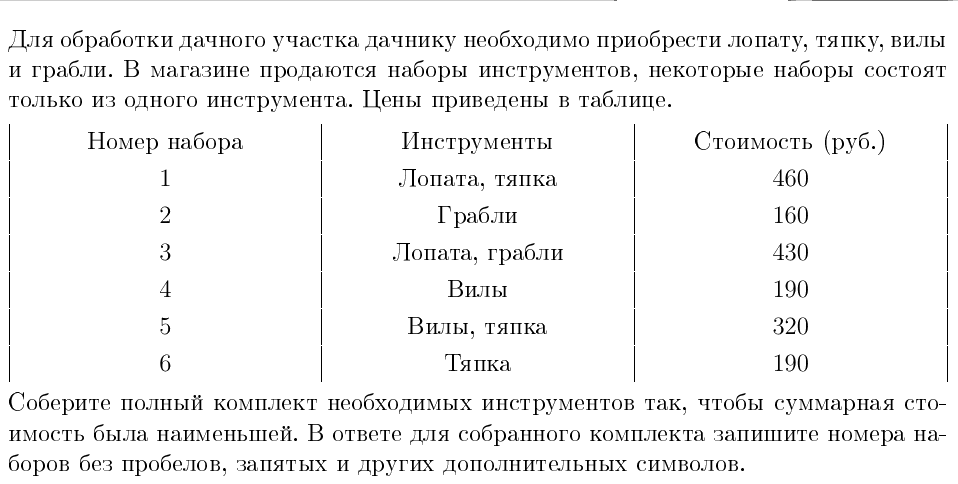 Для обработки дачного участка дачнику необходимо приобрести лопату, тяпку, вилы
и грабли. В магазине продаются наборы инструментов, некоторые наборы состоят
только из одного инструмента. Цены приведены в таблице.
Номер набора Инструменты Стоимость (руб.)
1 Лопата, тяпка 460
2 Грабли 160
3 Лопата, грабли 430
4 Вилы 190
5 Вилы, тяпка 320
6 Тяпка 190
Соберите полный комплект необходимых инструментов так, чтобы суммарная сто-
имость была наименьшей. В ответе для собранного комплекта запишите номера на-
боров без пробелов, запятых и других дополнительных символов.